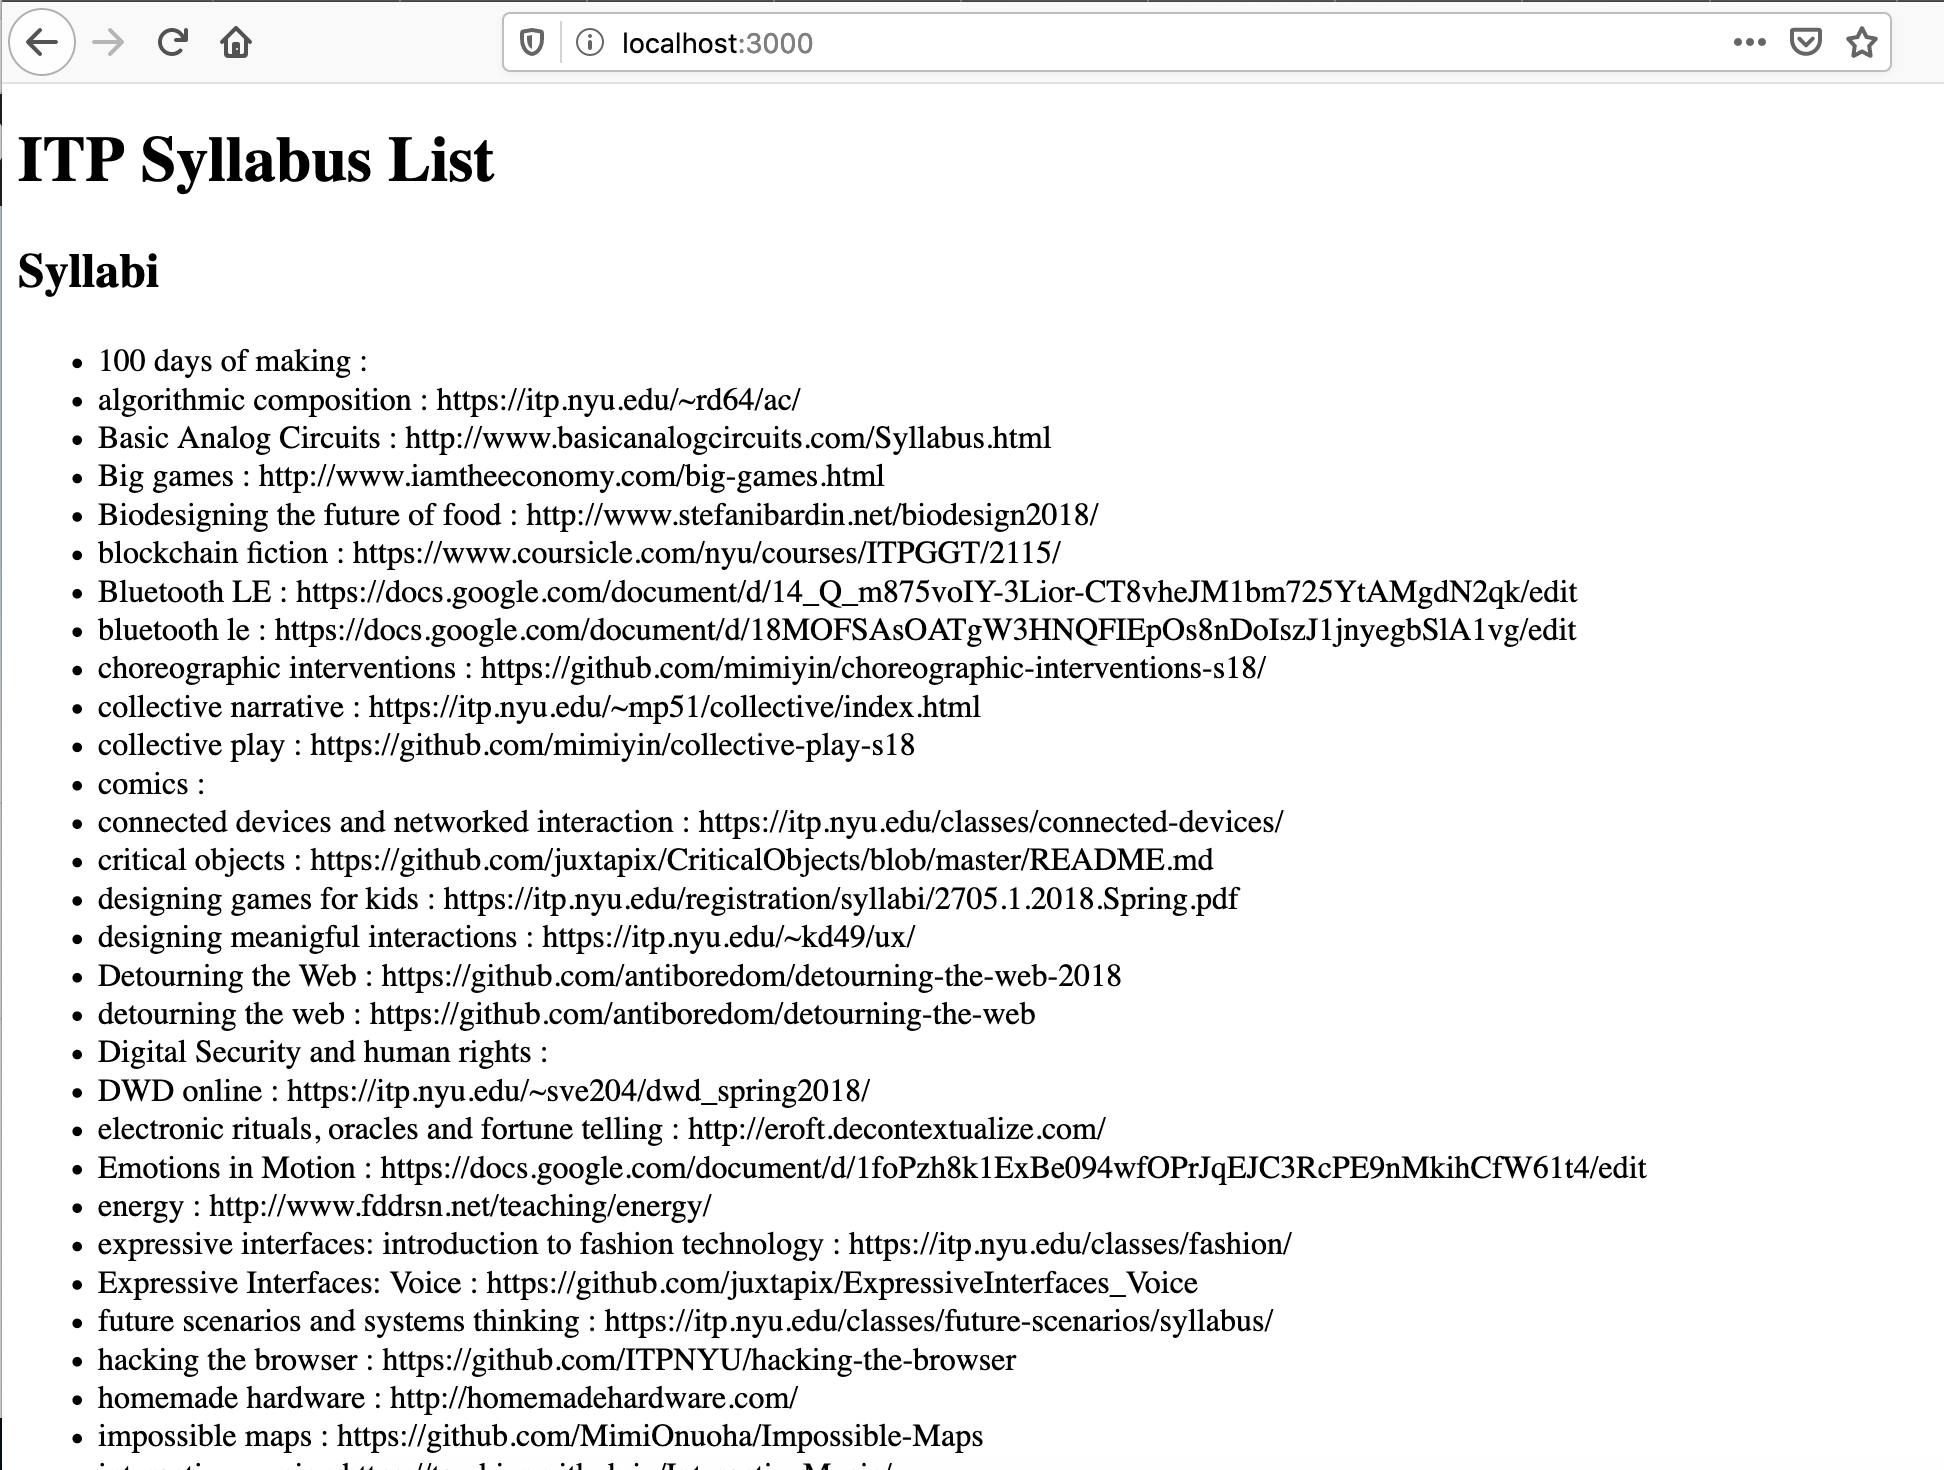 localhost:3000
ITP Syllabus List
Syllabi
100 days of making :
algorithmic composition : https://itp.nyu.edu/~rd64/ac/
Basic Analog Circuits : http://www.basicanalogcircuits.com/Syllabus.html
Big games : http://www.iamtheeconomy.com/big-games.html
Biodesigning the future of food : http://www.stefanibardin.net/biodesign2018/
blockchain fiction : https://www.coursicle.com/nyu/courses/ITPGGT/2115/
Bluetooth LE : https://docs.google.com/document/d/14_Q_m875voIY-3Lior-CT8vheJM1bm725YtAMgdN2qk/edit
bluetooth le : https://docs.google.com/document/d/18MOFSAsOATgW3HNQFIEpOs8nDoIszJ1jnyegbSlA1vg/edit
choreographic interventions : https://github.com/mimiyin/choreographic-interventions-s18/
collective narrative : https://itp.nyu.edu/~mp51/collective/index.html
collective play : https://github.com/mimiyin/collective-play-s18
comics :
connected devices and networked interaction : https://itp.nyu.edu/classes/connected-devices/
critical objects : https://github.com/juxtapix/CriticalObjects/blob/master/README.md
designing games for kids : https://itp.nyu.edu/registration/syllabi/2705.1.2018.Spring.pdf
designing meanigful interactions : https://itp.nyu.edu/~kd49/ux/
Detourning the Web : https://github.com/antiboredom/detourning-the-web-2018
detourning the web : https://github.com/antiboredom/detourning-the-web
Digital Security and human rights :
DWD online : https://itp.nyu.edu/~sve204/dwd_spring2018/
electronic rituals, oracles and fortune telling : http://eroft.decontextualize.com/
Emotions in Motion : https://docs.google.com/document/d/1foPzh8k1ExBe094wfOPrJqEJC3RcPE9nMkihCfW61t4/edit
energy : http://www.fddrsn.net/teaching/energy/
expressive interfaces: introduction to fashion technology : https://itp.nyu.edu/classes/fashion/
Expressive Interfaces: Voice : https://github.com/juxtapix/ExpressiveInterfaces_Voice
future scenarios and systems thinking : https://itp.nyu.edu/classes/future-scenarios/syllabus/
hacking the browser : https://github.com/ITPNYU/hacking-the-browser
homemade hardware : http://homemadehardware.com/
impossible maps : https://github.com/MimiOnuoha/Impossible-Maps